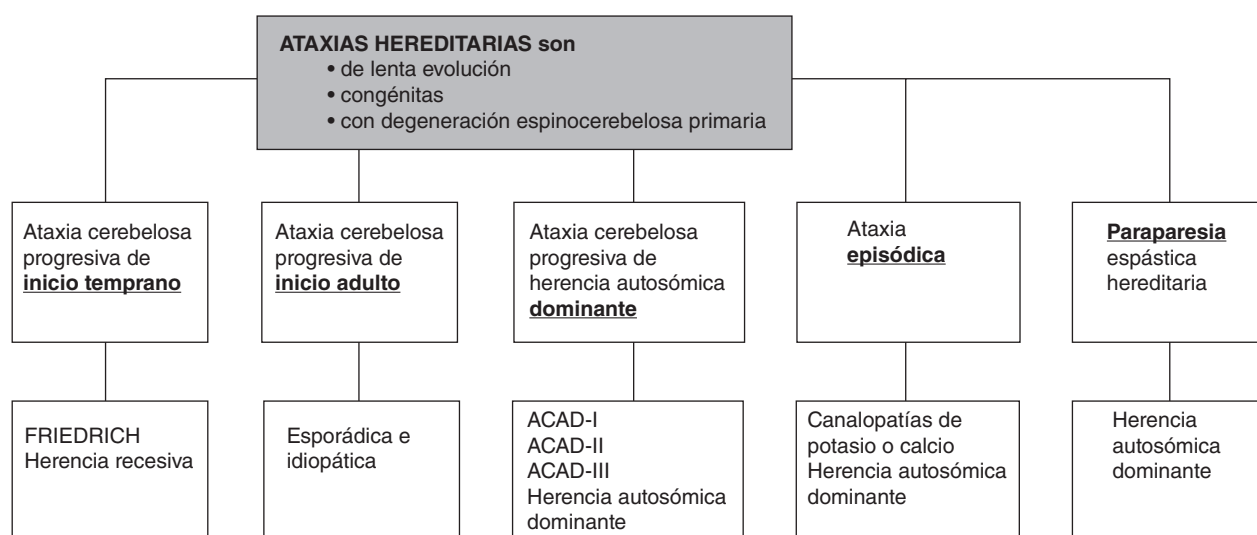 ATAXIAS HEREDITARIAS son
• de lenta evolución
• congénitas
• con degeneración espinocerebelosa primaria
Ataxia cerebelosa
progresiva de
inicio temprano
Ataxia cerebelosa
progresiva de
inicio adulto
Ataxia cerebelosa
progresiva de
herencia autosómica
dominante
Ataxia
episódica
Paraparesia
espástica
hereditaria
FRIEDRICH
Herencia recesiva
Esporádica e
idiopática
ACAD-I
ACAD-II
ACAD-III
Herencia autosómica
dominante
Canalopatías de
potasio o calcio
Herencia autosómica
dominante
Herencia
autosómica
dominante